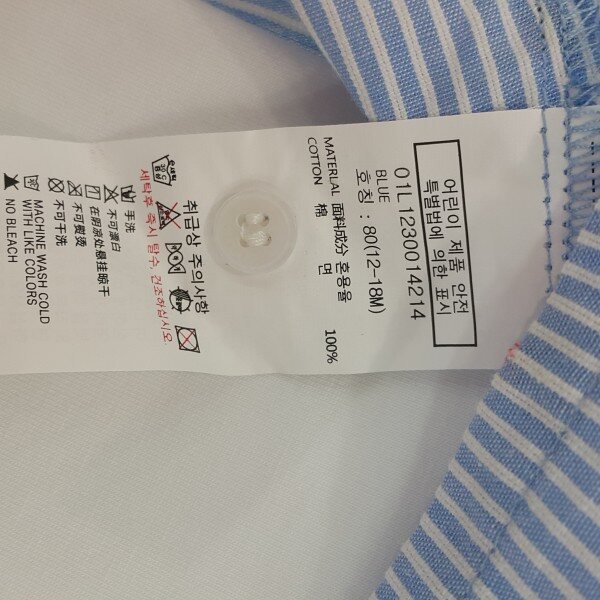 어린이 제품 안전
특별법에 의한 표시
01L 1230014214
BLUE
호칭 : 80(12-18M)
MATERLAL 面料成分 혼용율
COTTON 棉 면 100%
취급상 주의사항
세탁후 즉시 탈수, 건조하십시오.
手洗
不可漂白
在阴凉处悬挂晾干
不可熨烫
不可干洗
MACHINE WASH COLD
WITH LIKE COLORS
NO BLEACH